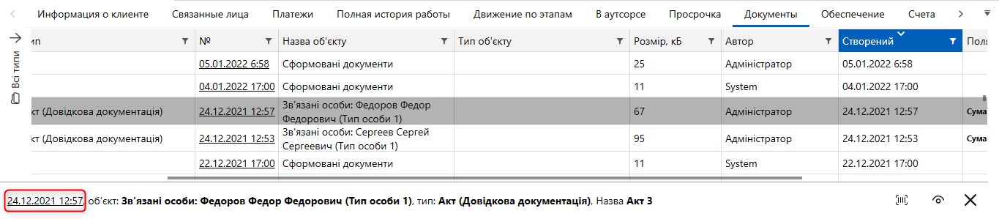 Информация о клиенте Связанные лица Платежи Полная история работы Движение по этапам В аутсорсе Просрочка Документы Обеспечение Счета
Всі типи
ип № Назва об'єкту Тип об'єкту Розмір, кБ Автор Створений Поля
05.01.2022 6:58 Сформовані документи 25 Адміністратор 05.01.2022 6:58
04.01.2022 17:00 Сформовані документи 11 System 04.01.2022 17:00
кт (Довідкова документація) 24.12.2021 12:57 Зв'язані особи: Федоров Федор Федорович (Тип особи 1) 67 Адміністратор 24.12.2021 12:57 Сума
кт (Довідкова документація) 24.12.2021 12:53 Зв'язані особи: Сергеев Сергей Сергеевич (Тип особи 1) 95 Адміністратор 24.12.2021 12:53 Сума
22.12.2021 17:00 Сформовані документи 11 System 22.12.2021 17:00
24.12.2021 12:57, об'єкт: Зв'язані особи: Федоров Федор Федорович (Тип особи 1), тип: Акт (Довідкова документація), Назва Акт 3